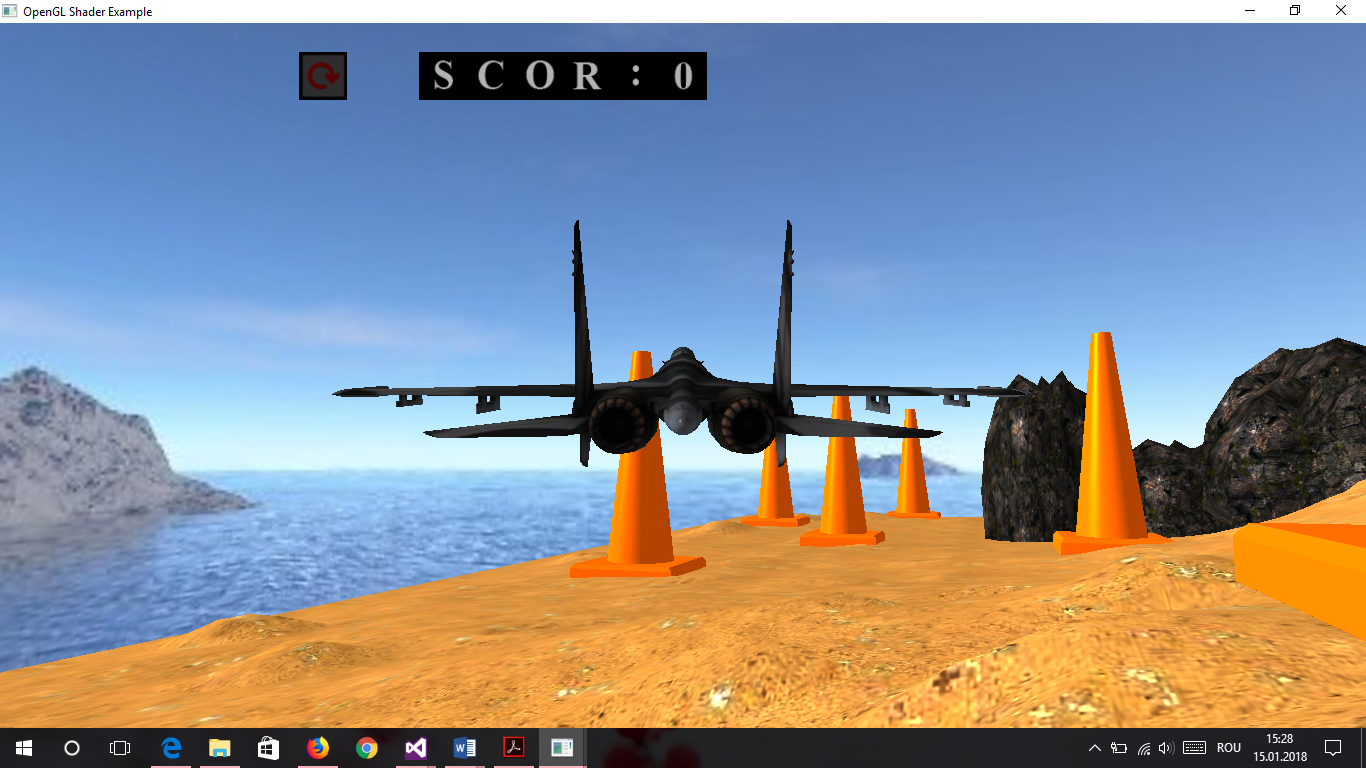 OpenGL Shader Example
S C O R : 0
ROU
15:28
15.01.2018